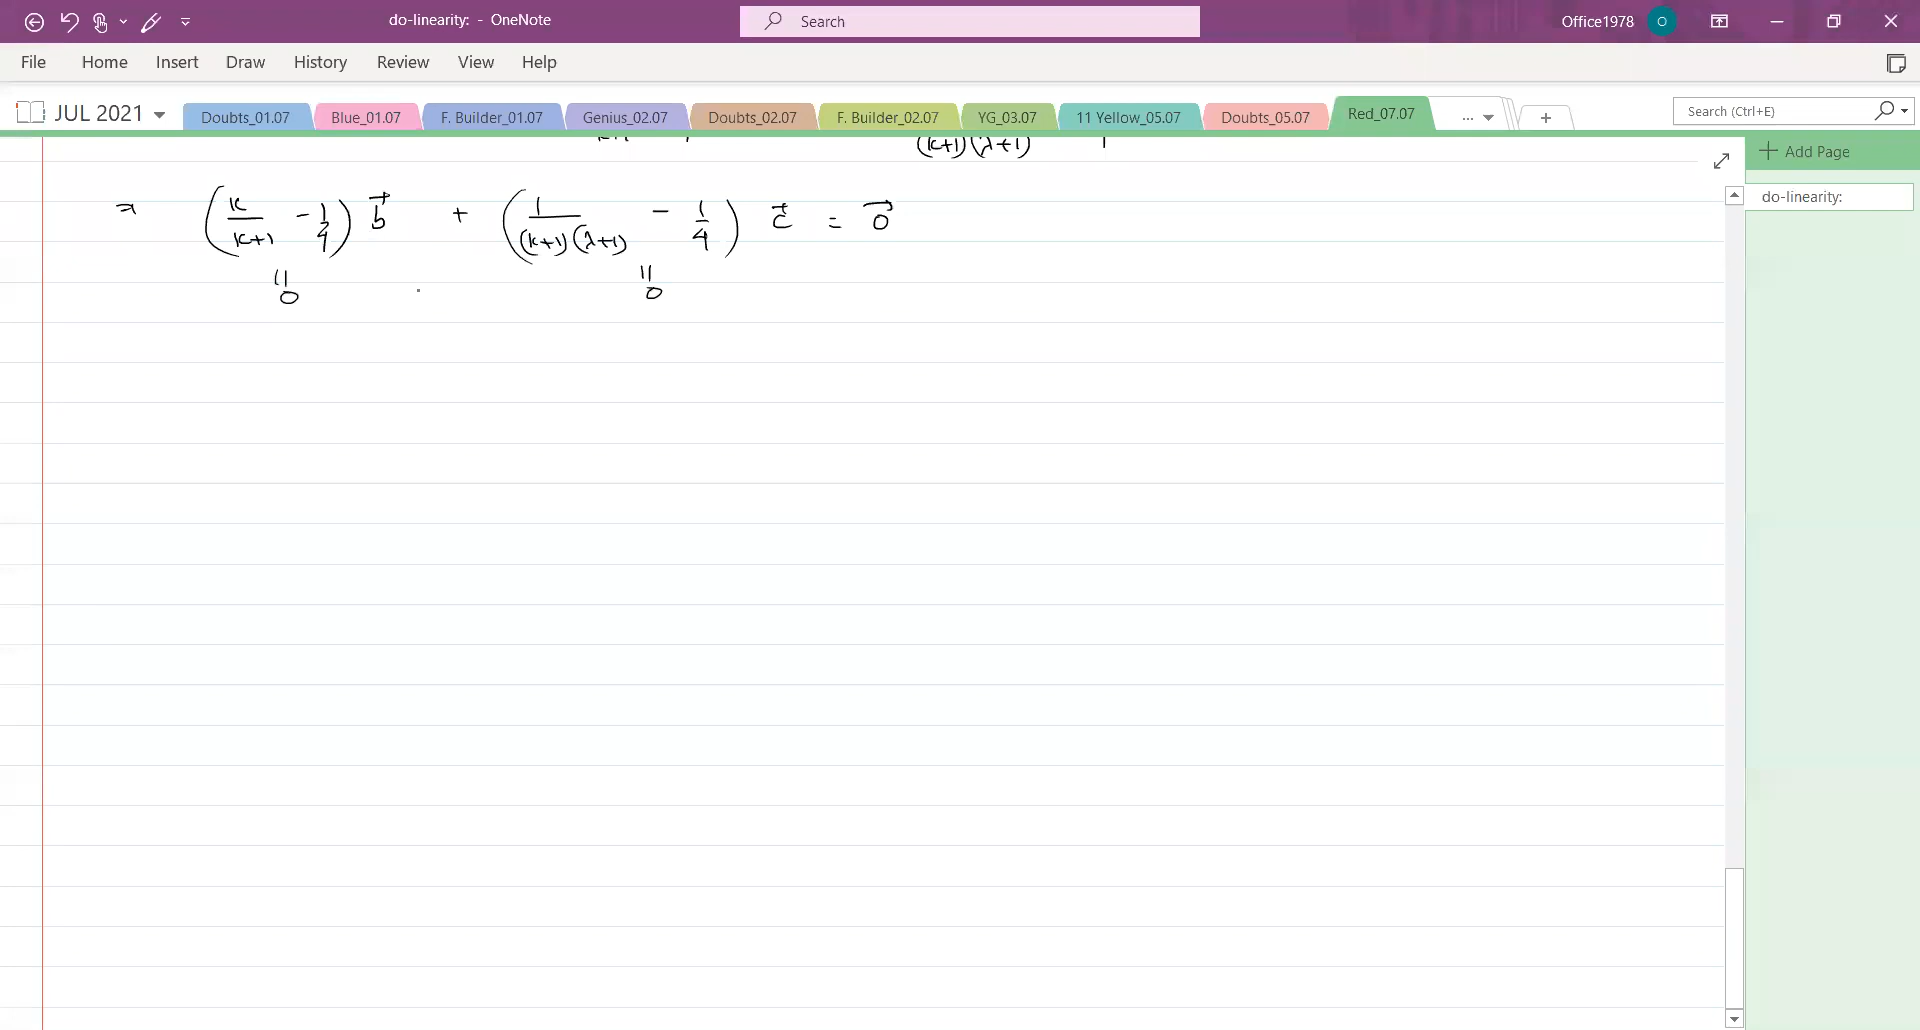 do-linearity: - OneNote
Search
Office1978
O
File Home Insert Draw History Review View Help
JUL 2021
Doubts_01.07
Blue_01.07
F. Builder_01.07
Genius_02.07
Doubts_02.07
F. Builder_02.07
YG_03.07
11 Yellow_05.07
Doubts_05.07
Red_07.07
...
+
Search (Ctrl+E)
+ Add Page
do-linearity:
(k+1)(λ+1)
⇒ (k/(k+1) - 1/4) b⃗ + (1/((k+1)(λ+1)) - 1/4) c⃗ = 0⃗
= 0
= 0